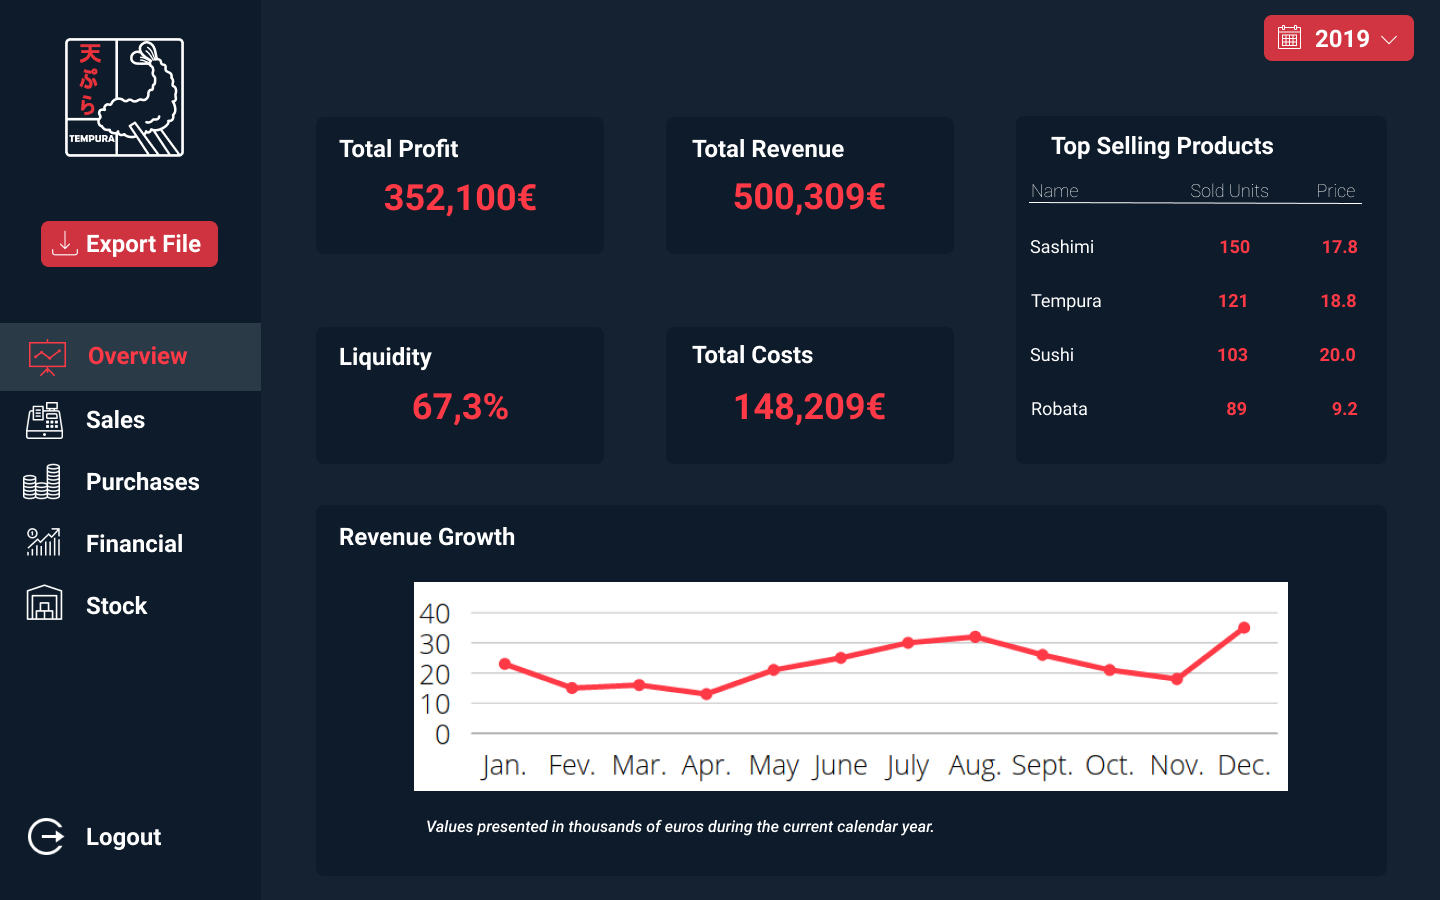 天ぷら
TEMPURA
Export File
Overview
Sales
Purchases
Financial
Stock
Logout
2019
Total Profit
352,100€
Total Revenue
500,309€
Liquidity
67,3%
Total Costs
148,209€
Top Selling Products
Name Sold Units Price
Sashimi 150 17.8
Tempura 121 18.8
Sushi 103 20.0
Robata 89 9.2
Revenue Growth
40
30
20
10
0
Jan. Fev. Mar. Apr. May June July Aug. Sept. Oct. Nov. Dec.
Values presented in thousands of euros during the current calendar year.